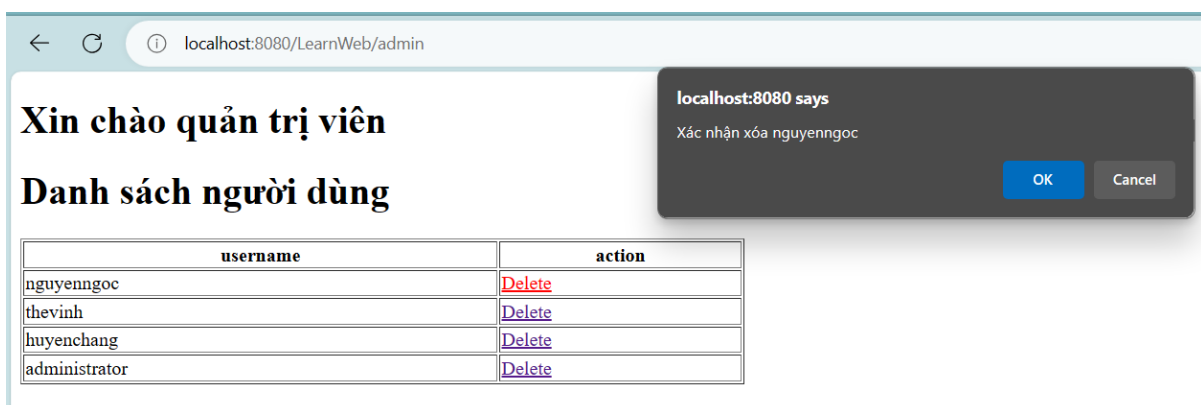 localhost:8080/LearnWeb/admin
localhost:8080 says
Xác nhận xóa nguyenngoc
OK Cancel
Xin chào quản trị viên
Danh sách người dùng
username action
nguyenngoc Delete
thevinh Delete
huyenchang Delete
administrator Delete